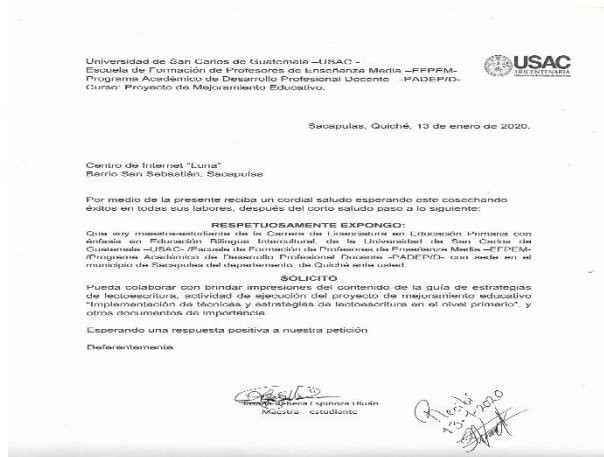 Universidad de San Carlos de Guatemala –USAC -
Escuela de Formación de Profesores de Enseñanza Media –EFPEM-
Programa Académico de Desarrollo Profesional Docente -PADEP/D-
Curso: Proyecto de Mejoramiento Educativo.
USAC
TRICENTENARIA
Sacapulas, Quiché, 13 de enero de 2020.
Centro de Internet “Luna”
Barrio San Sebastián, Sacapulas
Por medio de la presente reciba un cordial saludo esperando este cosechando
éxitos en todas sus labores, después del corto saludo paso a lo siguiente:
RESPETUOSAMENTE EXPONGO:
Que soy maestra-estudiante de la Carrera de Licenciatura en Educación Primaria con
énfasis en Educación Bilingüe Intercultural, de la Universidad de San Carlos de
Guatemala –USAC- /Escuela de Formación de Profesores de Enseñanza Media –EFPEM-
/Programa Académico de Desarrollo Profesional Docente -PADEP/D- con sede en el
municipio de Sacapulas del departamento de Quiché ante usted.
SOLICITO
Pueda colaborar con brindar impresiones del contenido de la guía de estrategias
de lectoescritura, actividad de ejecución del proyecto de mejoramiento educativo
“Implementación de técnicas y estrategias de lectoescritura en el nivel primario”, y
otros documentos de importancia.
Esperando una respuesta positiva a nuestra petición
Deferentemente
Espinoza
Maestra – estudiante
Recibí
13-1-2020